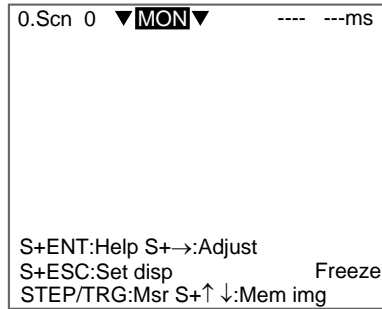 0.Scn 0 ▼MON▼ ---- ---ms
S+ENT:Help S+→:Adjust
S+ESC:Set disp Freeze
STEP/TRG:Msr S+↑↓:Mem img